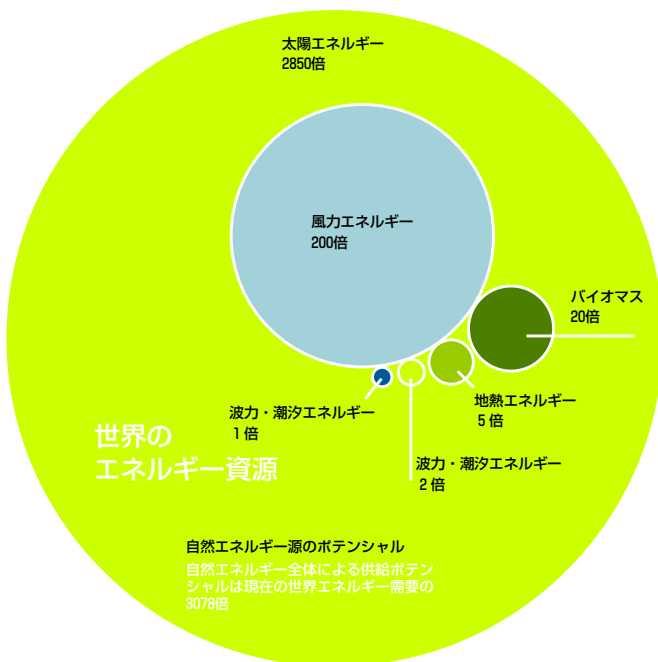 太陽エネルギー
2850倍
風力エネルギー
200倍
バイオマス
20倍
地熱エネルギー
5倍
波力・潮汐エネルギー
1倍
波力・潮汐エネルギー
2倍
世界の
エネルギー資源
自然エネルギー源のポテンシャル
自然エネルギー全体による供給ポテン
シャルは現在の世界エネルギー需要の
3078倍